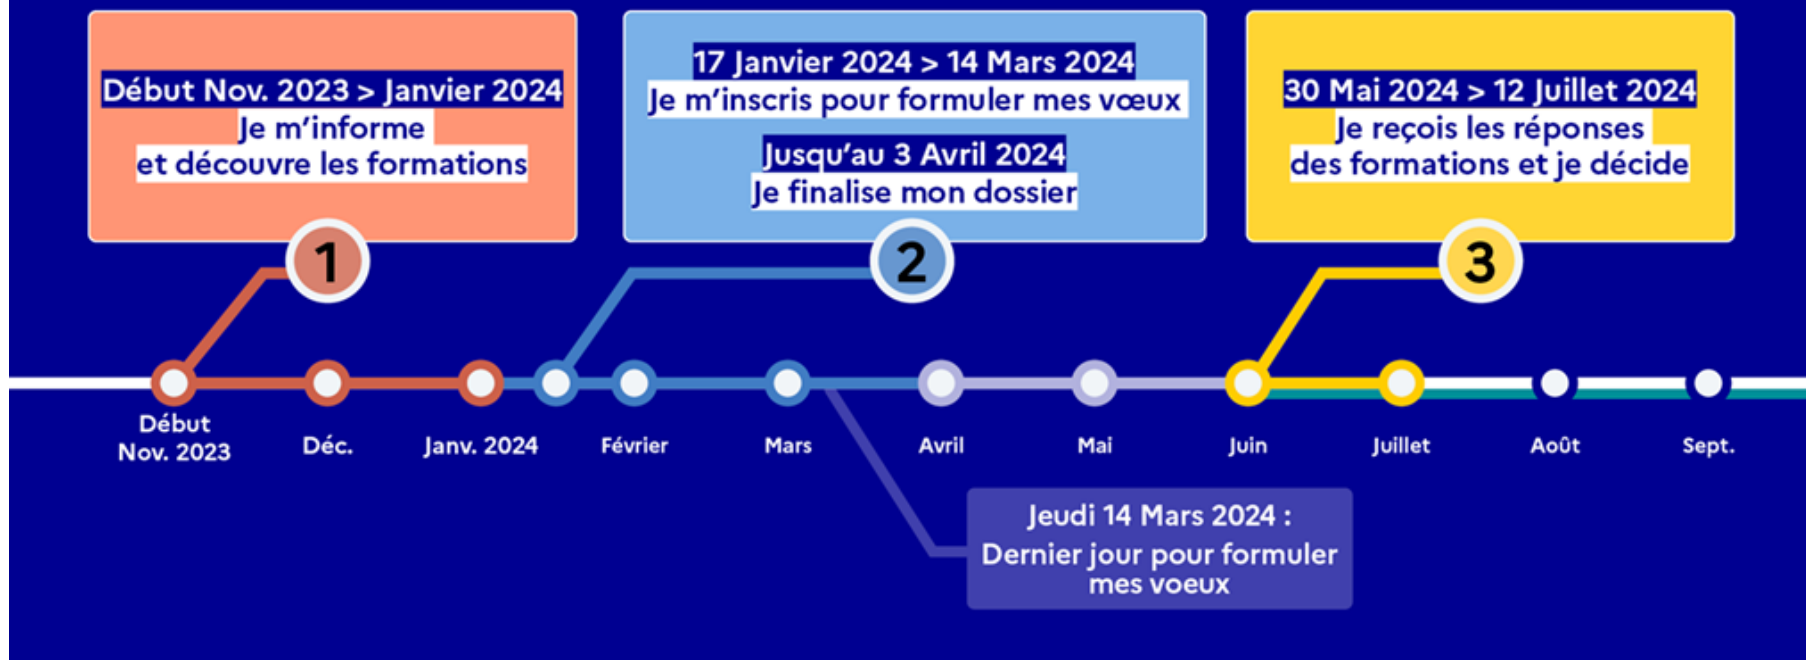 Début Nov. 2023 > Janvier 2024
Je m’informe
et découvre les formations
1
17 Janvier 2024 > 14 Mars 2024
Je m’inscris pour formuler mes vœux
Jusqu’au 3 Avril 2024
Je finalise mon dossier
2
30 Mai 2024 > 12 Juillet 2024
Je reçois les réponses
des formations et je décide
3
Début
Nov. 2023
Déc.
Janv. 2024
Février
Mars
Avril
Mai
Juin
Juillet
Août
Sept.
Jeudi 14 Mars 2024 :
Dernier jour pour formuler
mes voeux